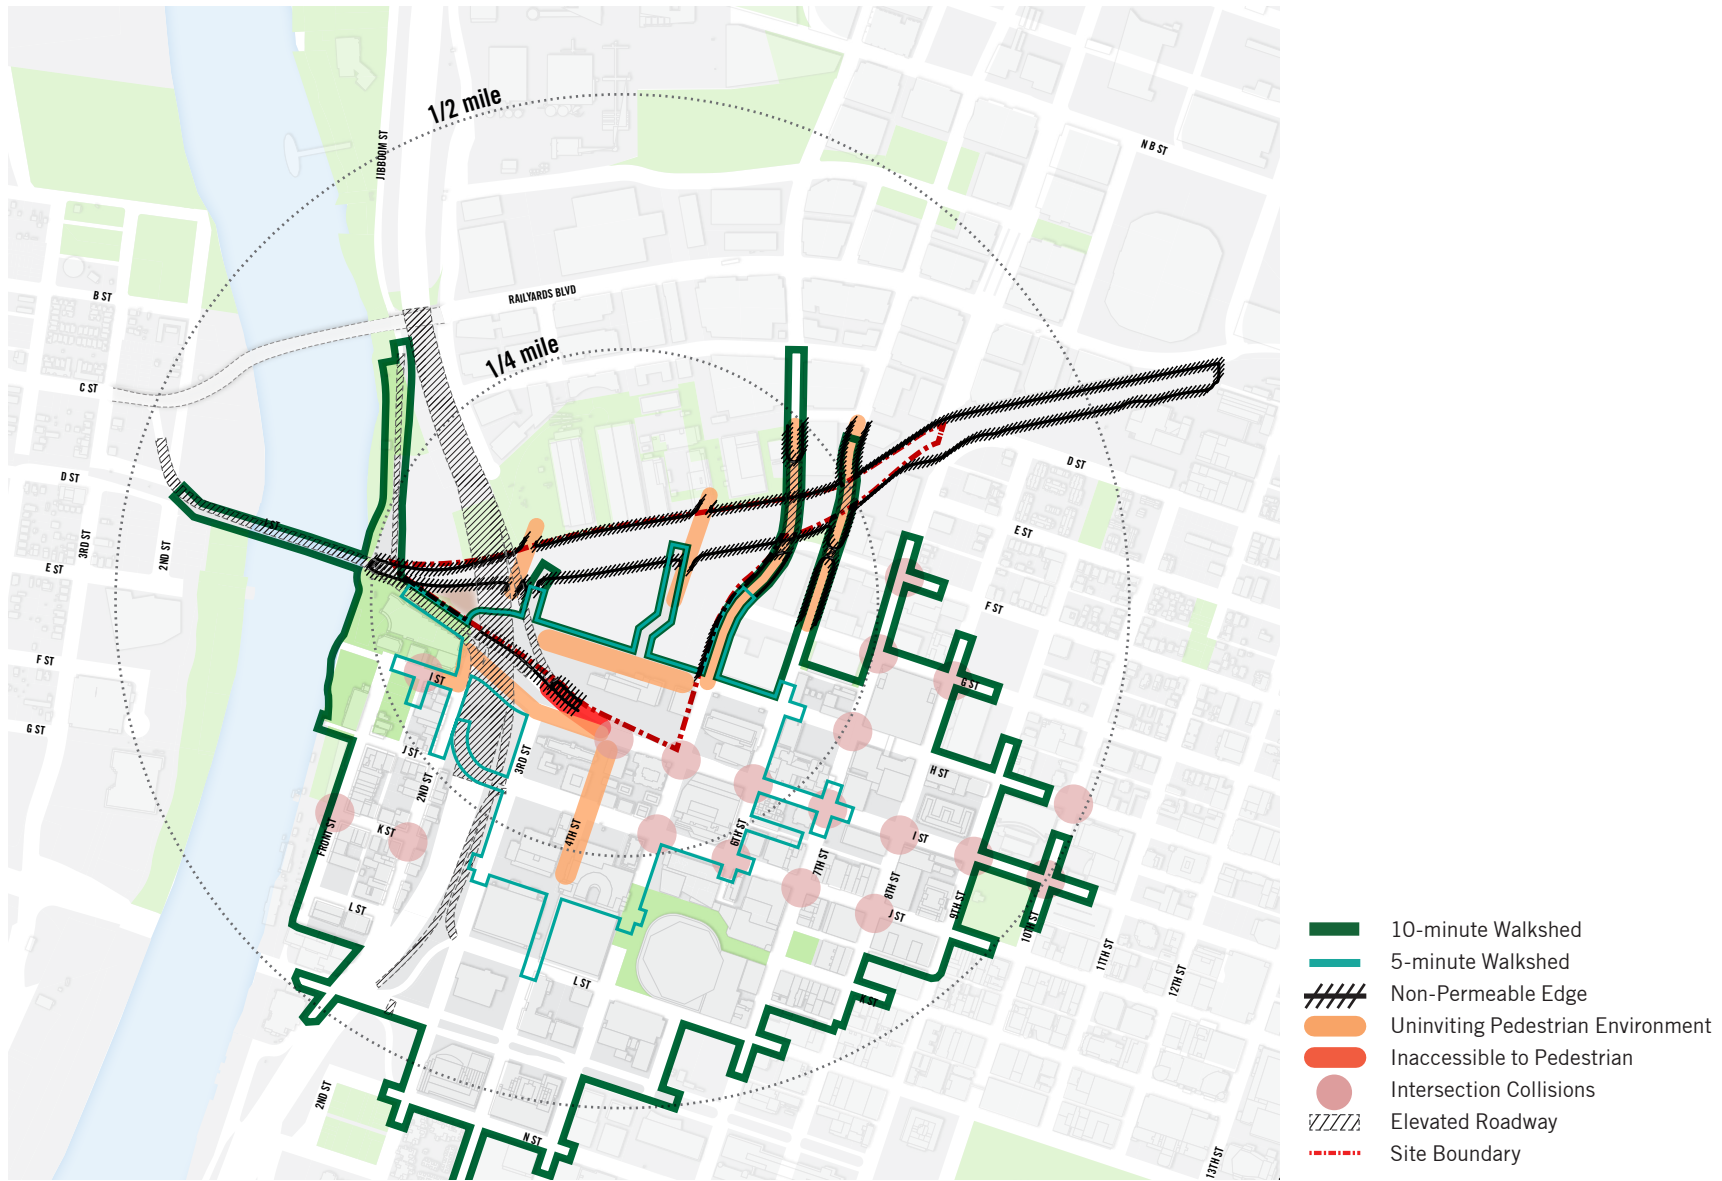 1/2 mile
JIBBOOM ST
N B ST
B ST
RAILYARDS BLVD
1/4 mile
C ST
D ST
D ST
I ST
E ST
3RD ST
2ND ST
E ST
F ST
F ST
I ST
G ST
G ST
J ST
3RD ST
H ST
2ND ST
K ST
FRONT ST
4TH ST
6TH ST
7TH ST
I ST
8TH ST
9TH ST
J ST
10TH ST
L ST
11TH ST
L ST
12TH ST
K ST
2ND ST
N ST
13TH ST
10-minute Walkshed
5-minute Walkshed
Non-Permeable Edge
Uninviting Pedestrian Environment
Inaccessible to Pedestrian
Intersection Collisions
Elevated Roadway
Site Boundary